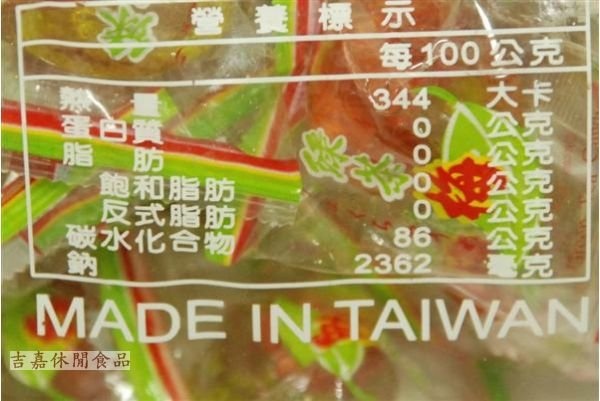 營養標示
每100公克
熱量 344 大卡
蛋白質 0 公克
脂肪 0 公克
飽和脂肪 0 公克
反式脂肪 0 公克
碳水化合物 86 公克
鈉 2362 毫克
綠茶
梅
MADE IN TAIWAN
吉嘉休閒食品